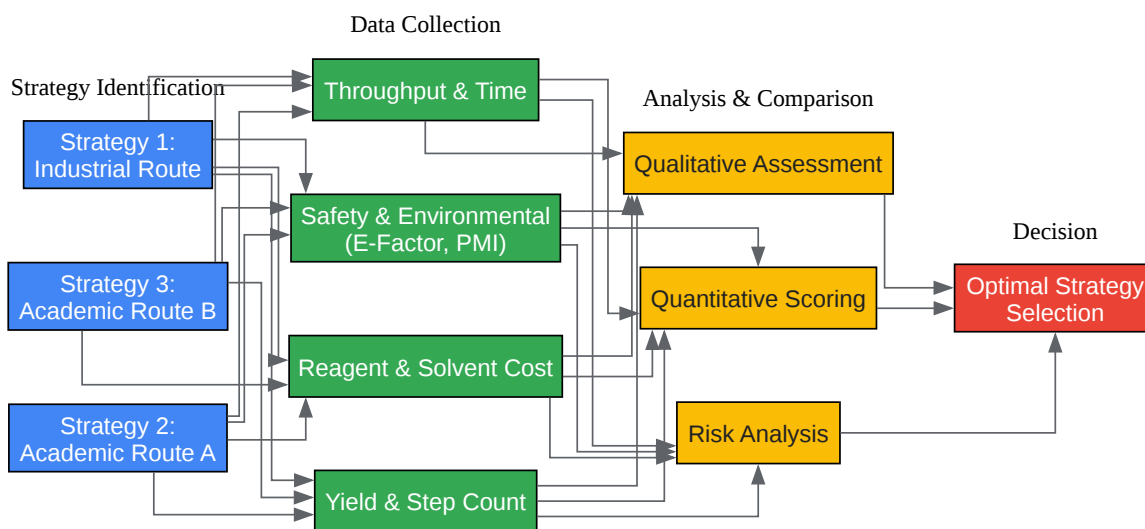 Strategy Identification
Strategy 1:
Industrial Route
Strategy 3:
Academic Route B
Strategy 2:
Academic Route A
Data Collection
Throughput & Time
Safety & Environmental
(E-Factor, PMI)
Reagent & Solvent Cost
Yield & Step Count
Analysis & Comparison
Qualitative Assessment
Quantitative Scoring
Risk Analysis
Decision
Optimal Strategy
Selection